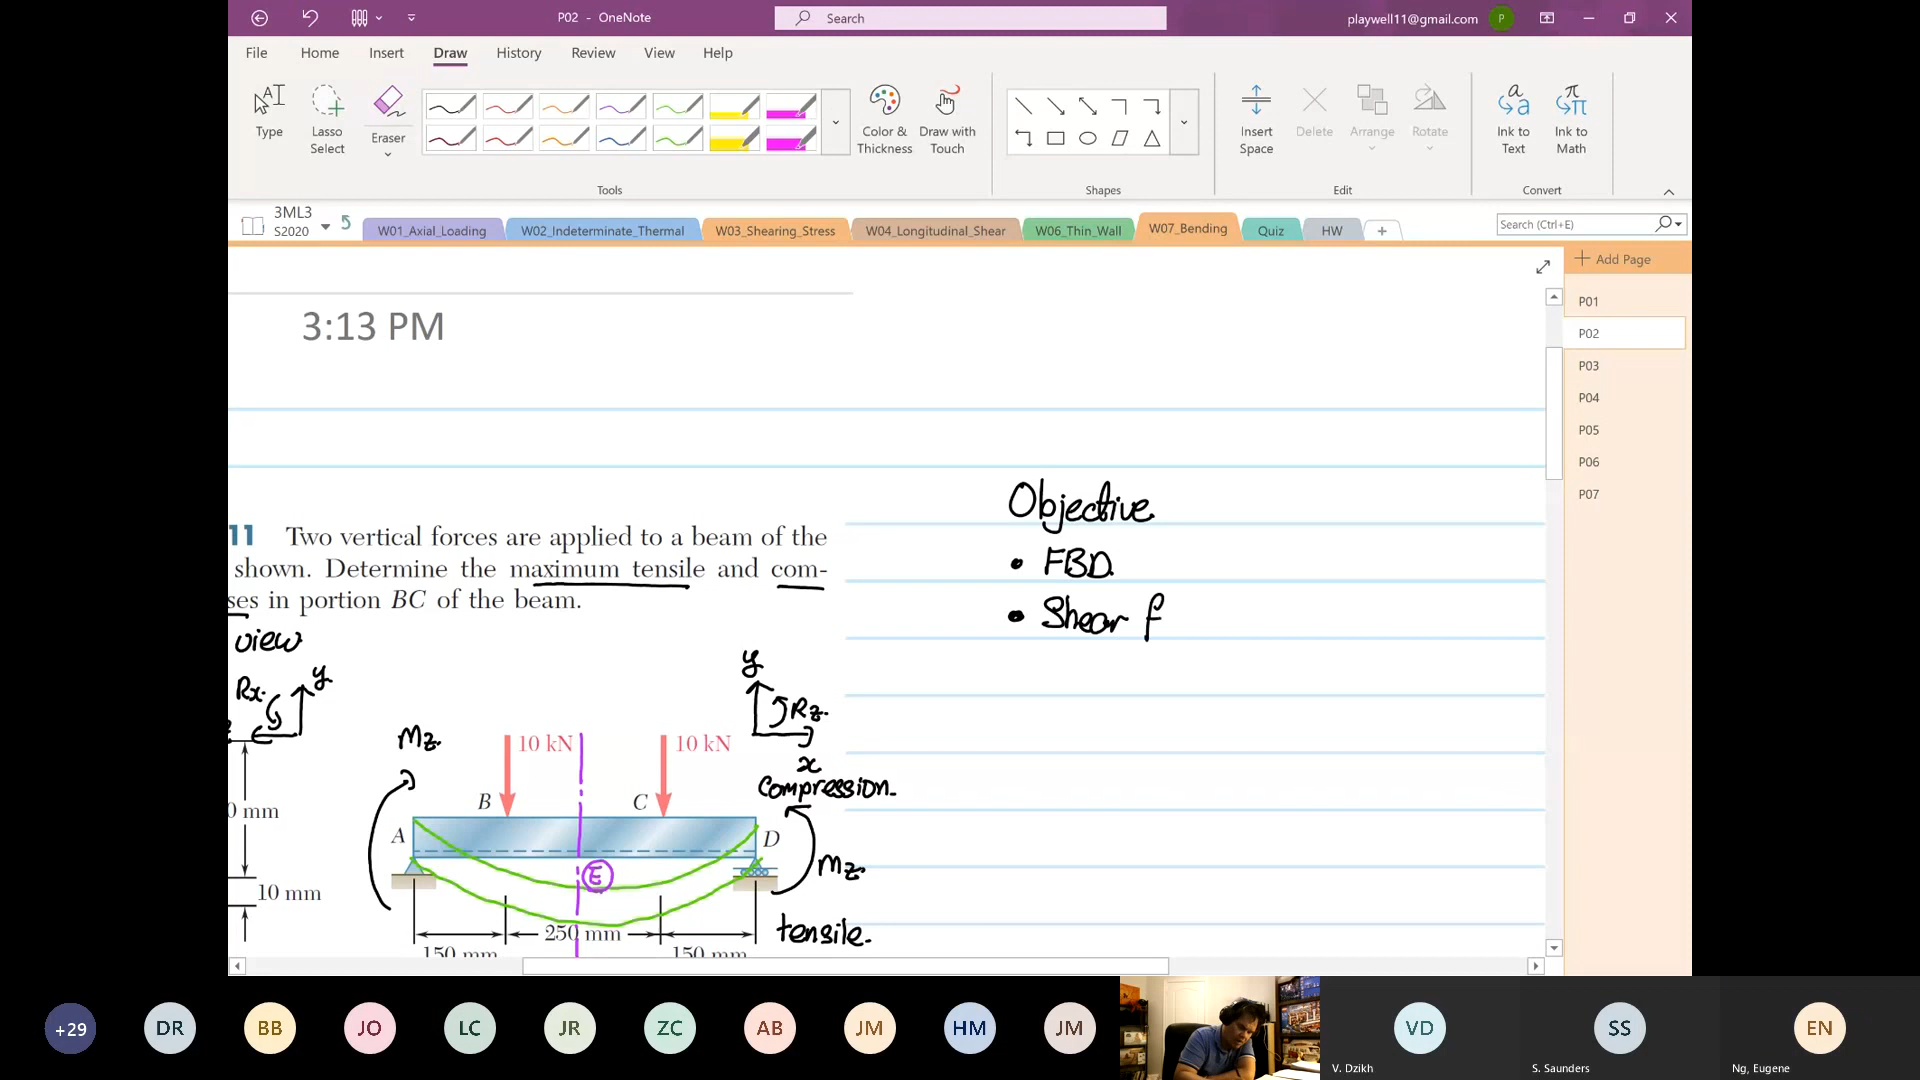 P02 - OneNote
Search
playwell11@gmail.com
P
File Home Insert Draw History Review View Help
Type
Lasso Select
Eraser
Color & Thickness
Draw with Touch
Insert Space
Delete
Arrange
Rotate
Ink to Text
Ink to Math
Tools
Shapes
Edit
Convert
3ML3 S2020
W01_Axial_Loading
W02_Indeterminate_Thermal
W03_Shearing_Stress
W04_Longitudinal_Shear
W06_Thin_Wall
W07_Bending
Quiz
HW
Search (Ctrl+E)
Add Page
P01
P02
P03
P04
P05
P06
P07
3:13 PM
11 Two vertical forces are applied to a beam of the
shown. Determine the maximum tensile and com-
ses in portion BC of the beam.
view
Objective
• FBD
• Shear f
Rx.
y
y
Rz.
x
Mz.
10 kN
10 kN
Compression.
B
C
A
D
E
Mz.
0 mm
10 mm
tensile.
250 mm
150 mm
150 mm
+29
DR
BB
JO
LC
JR
ZC
AB
JM
HM
JM
VD
SS
EN
V. Dzikh
S. Saunders
Ng, Eugene